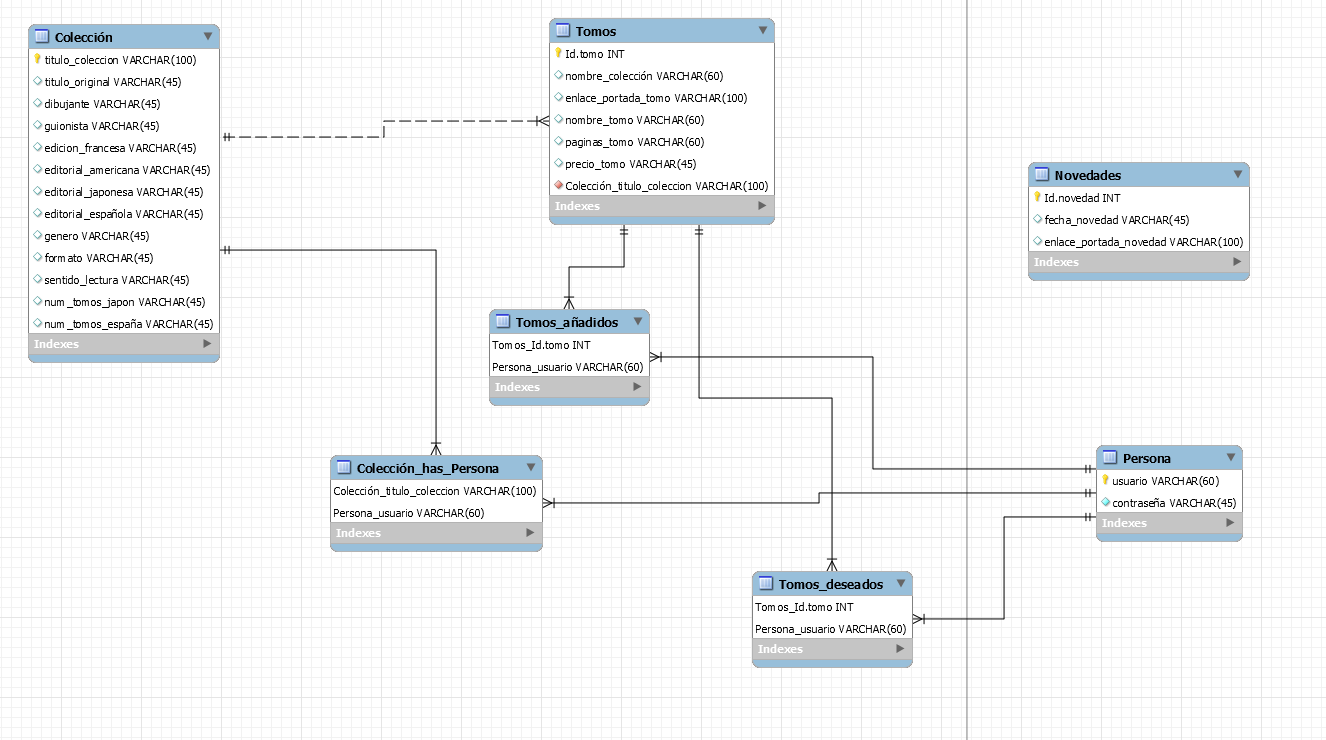 Colección
titulo_coleccion VARCHAR(100)
titulo_original VARCHAR(45)
dibujante VARCHAR(45)
guionista VARCHAR(45)
edicion_francesa VARCHAR(45)
editorial_americana VARCHAR(45)
editorial_japonesa VARCHAR(45)
editorial_española VARCHAR(45)
genero VARCHAR(45)
formato VARCHAR(45)
sentido_lectura VARCHAR(45)
num_tomos_japon VARCHAR(45)
num_tomos_españa VARCHAR(45)
Indexes
Tomos
Id.tomo INT
nombre_colección VARCHAR(60)
enlace_portada_tomo VARCHAR(100)
nombre_tomo VARCHAR(60)
paginas_tomo VARCHAR(60)
precio_tomo VARCHAR(45)
Colección_titulo_coleccion VARCHAR(100)
Indexes
Novedades
Id.novedad INT
fecha_novedad VARCHAR(45)
enlace_portada_novedad VARCHAR(100)
Indexes
Tomos_añadidos
Tomos_Id.tomo INT
Persona_usuario VARCHAR(60)
Indexes
Colección_has_Persona
Colección_titulo_coleccion VARCHAR(100)
Persona_usuario VARCHAR(60)
Indexes
Persona
usuario VARCHAR(60)
contraseña VARCHAR(45)
Indexes
Tomos_deseados
Tomos_Id.tomo INT
Persona_usuario VARCHAR(60)
Indexes